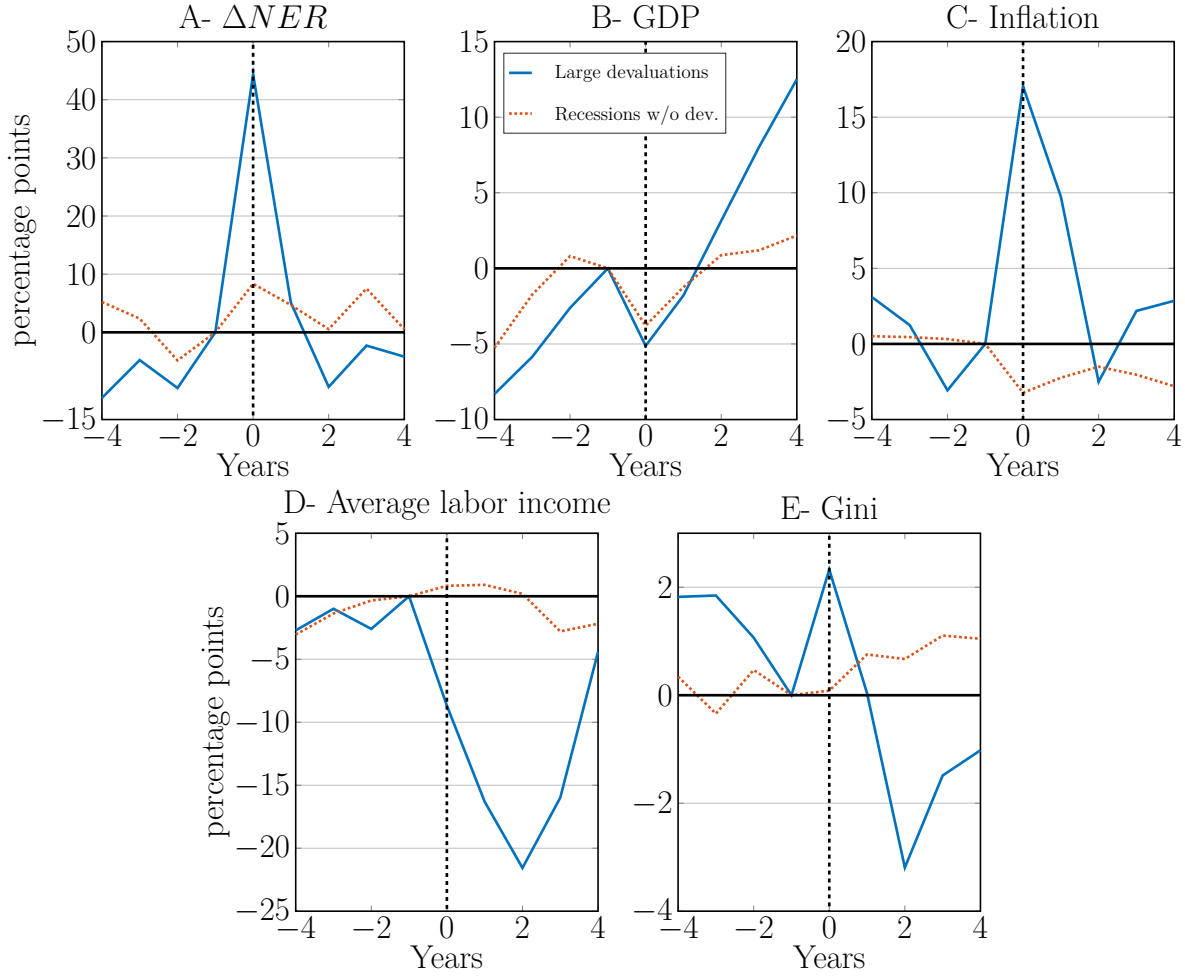 A- ΔNER
B- GDP
C- Inflation
percentage points
50
40
30
20
10
0
−15
−4 −2 0 2 4
Years
15
10
5
0
−5
−10
Large devaluations
Recessions w/o dev.
−4 −2 0 2 4
Years
20
15
10
5
0
−5
−4 −2 0 2 4
Years
D- Average labor income
E- Gini
percentage points
5
0
−5
−10
−15
−20
−25
−4 −2 0 2 4
Years
2
0
−2
−4
−4 −2 0 2 4
Years